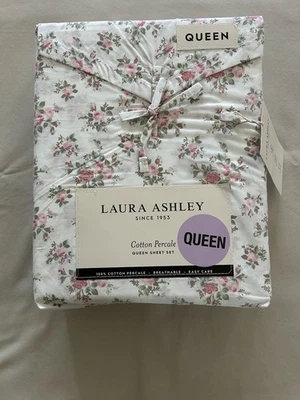 QUEEN
LAURA ASHLEY
SINCE 1953
Cotton Percale
QUEEN SHEET SET
QUEEN
100% COTTON PERCALE • BREATHABLE • EASY CARE